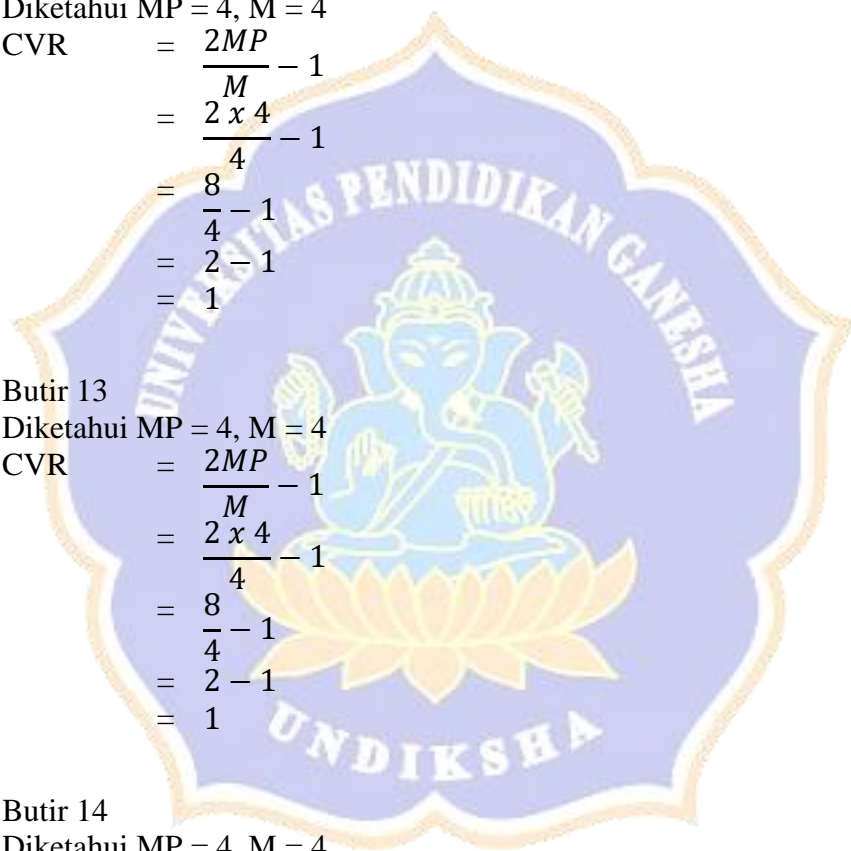 Diketahui MP = 4, M = 4
CVR = 2MP/M − 1
= 2 x 4/4 − 1
= 8/4 − 1
= 2 − 1
= 1
Butir 13
Diketahui MP = 4, M = 4
CVR = 2MP/M − 1
= 2 x 4/4 − 1
= 8/4 − 1
= 2 − 1
= 1
Butir 14
Diketahui MP = 4, M = 4
UNIVERSITAS PENDIDIKAN GANESHA
UNDIKSHA